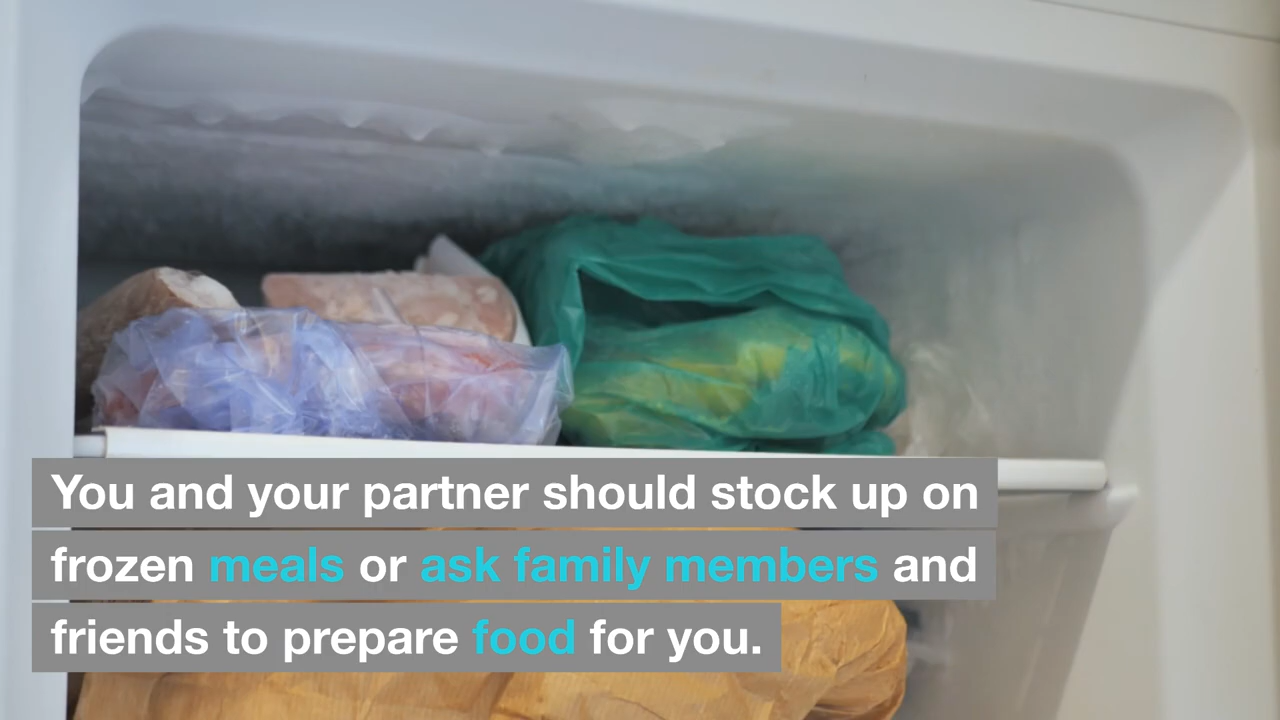 You and your partner should stock up on
frozen meals or ask family members and
friends to prepare food for you.